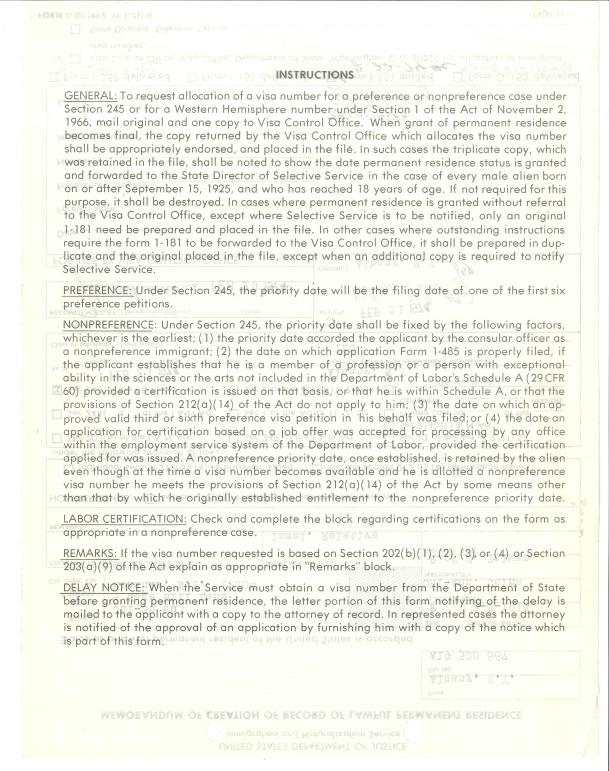 INSTRUCTIONS
GENERAL: To request allocation of a visa number for a preference or nonpreference case under
Section 245 or for a Western Hemisphere number under Section 1 of the Act of November 2,
1966, mail original and one copy to Visa Control Office. When grant of permanent residence
becomes final, the copy returned by the Visa Control Office which allocates the visa number
shall be appropriately endorsed, and placed in the file. In such cases the triplicate copy, which
was retained in the file, shall be noted to show the date permanent residence status is granted
and forwarded to the State Director of Selective Service in the case of every male alien born
on or after September 15, 1925, and who has reached 18 years of age. If not required for this
purpose, it shall be destroyed. In cases where permanent residence is granted without referral
to the Visa Control Office, except where Selective Service is to be notified, only an original
1-181 need be prepared and placed in the file. In other cases where outstanding instructions
require the form 1-181 to be forwarded to the Visa Control Office, it shall be prepared in dup-
licate and the original placed in the file, except when an additional copy is required to notify
Selective Service.
PREFERENCE: Under Section 245, the priority date will be the filing date of one of the first six
preference petitions.
NONPREFERENCE: Under Section 245, the priority date shall be fixed by the following factors,
whichever is the earliest; (1) the priority date accorded the applicant by the consular officer as
a nonpreference immigrant; (2) the date on which application Form 1-485 is properly filed, if
the applicant establishes that he is a member of a profession or a person with exceptional
ability in the sciences or the arts not included in the Department of Labor's Schedule A (29 CFR
60) provided a certification is issued on that basis, or that he is within Schedule A, or that the
provisions of Section 212(a)(14) of the Act do not apply to him; (3) the date on which an ap-
proved valid third or sixth preference visa petition in his behalf was filed; or (4) the date an
application for certification based on a job offer was accepted for processing by any office
within the employment service system of the Department of Labor, provided the certification
applied for was issued. A nonpreference priority date, once established, is retained by the alien
even though at the time a visa number becomes available and he is allotted a nonpreference
visa number he meets the provisions of Section 212(a)(14) of the Act by some means other
than that by which he originally established entitlement to the nonpreference priority date.
LABOR CERTIFICATION: Check and complete the block regarding certifications on the form as
appropriate in a nonpreference case.
REMARKS: If the visa number requested is based on Section 202(b)(1), (2), (3), or (4) or Section
203(a)(9) of the Act explain as appropriate in "Remarks" block.
DELAY NOTICE: When the Service must obtain a visa number from the Department of State
before granting permanent residence, the letter portion of this form notifying of the delay is
mailed to the applicant with a copy to the attorney of record. In represented cases the attorney
is notified of the approval of an application by furnishing him with a copy of the notice which
is part of this form.